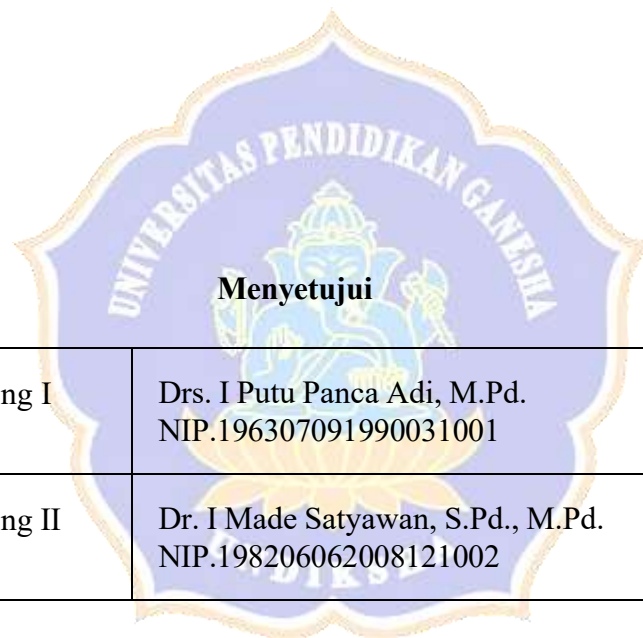 UNIVERSITAS PENDIDIKAN GANESHA
Menyetujui
ng I
Drs. I Putu Panca Adi, M.Pd.
NIP.196307091990031001
ng II
Dr. I Made Satyawan, S.Pd., M.Pd.
NIP.198206062008121002
UNDIKSHA